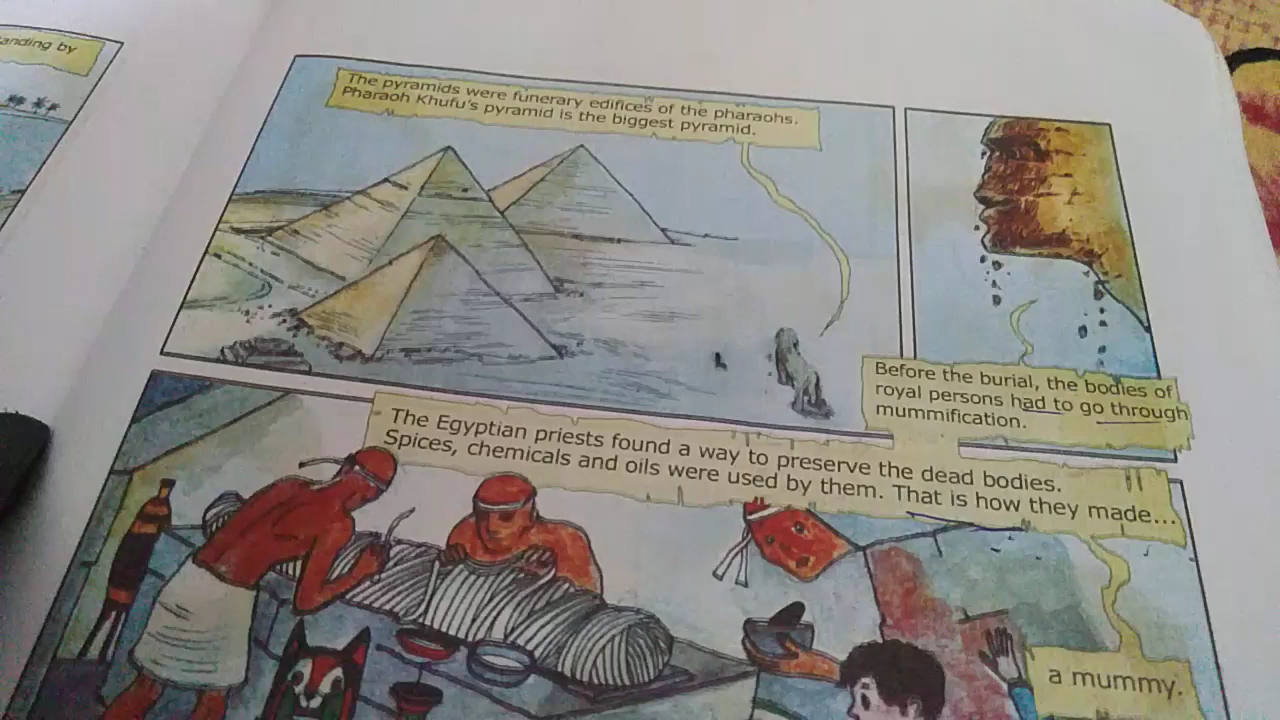 anding by
The pyramids were funerary edifices of the pharaohs.
Pharaoh Khufu's pyramid is the biggest pyramid.
Before the burial, the bodies of
royal persons had to go through
mummification.
The Egyptian priests found a way to preserve the dead bodies.
Spices, chemicals and oils were used by them. That is how they made...
a mummy.